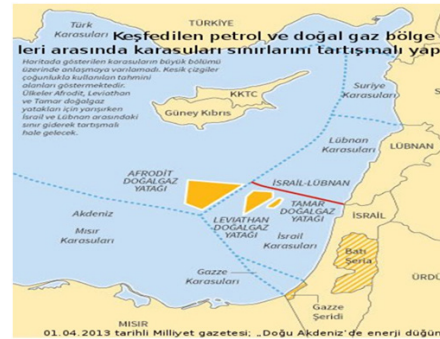 Türk
Karasuları
TÜRKİYE
Keşfedilen petrol ve doğal gaz bölge
leri arasında karasuları sınırlarını tartışmalı yap
Haritada gösterilen karasuların büyük bölümü
üzerinde anlaşmaya varılamadı. Kesik çizgiler
çoğunlukla kullanılan tahmini
alanları göstermektedir.
Ülkeler Afrodit, Leviathan
ve Tamar doğalgaz
yatakları için yarışırken
İsrail ve Lübnan arasındaki
sınır giderek tartışmalı
hale gelecek.
KKTC
Güney Kıbrıs
Suriye
Karasuları
Lübnan
Karasuları
LÜBNAN
AFRODİT
DOĞALGAZ
YATAĞI
İSRAİL-LÜBNAN
TAMAR
DOĞALGAZ
YATAĞI
LEVIATHAN
DOĞALGAZ
YATAĞI
İSRAİL
Akdeniz
Mısır
Karasuları
İsrail
Karasuları
Batı
Şeria
Gazze
Karasuları
ÜRDÜ
Gazze
Şeridi
MISIR
01.04.2013 tarihli Milliyet gazetesi; „Doğu Akdeniz'de enerji düğün